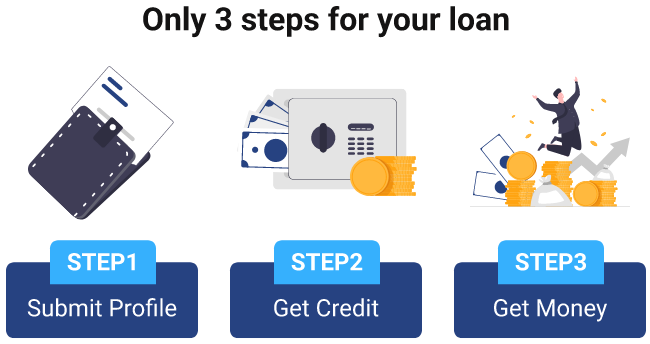 Only 3 steps for your loan
STEP1
Submit Profile
STEP2
Get Credit
STEP3
Get Money